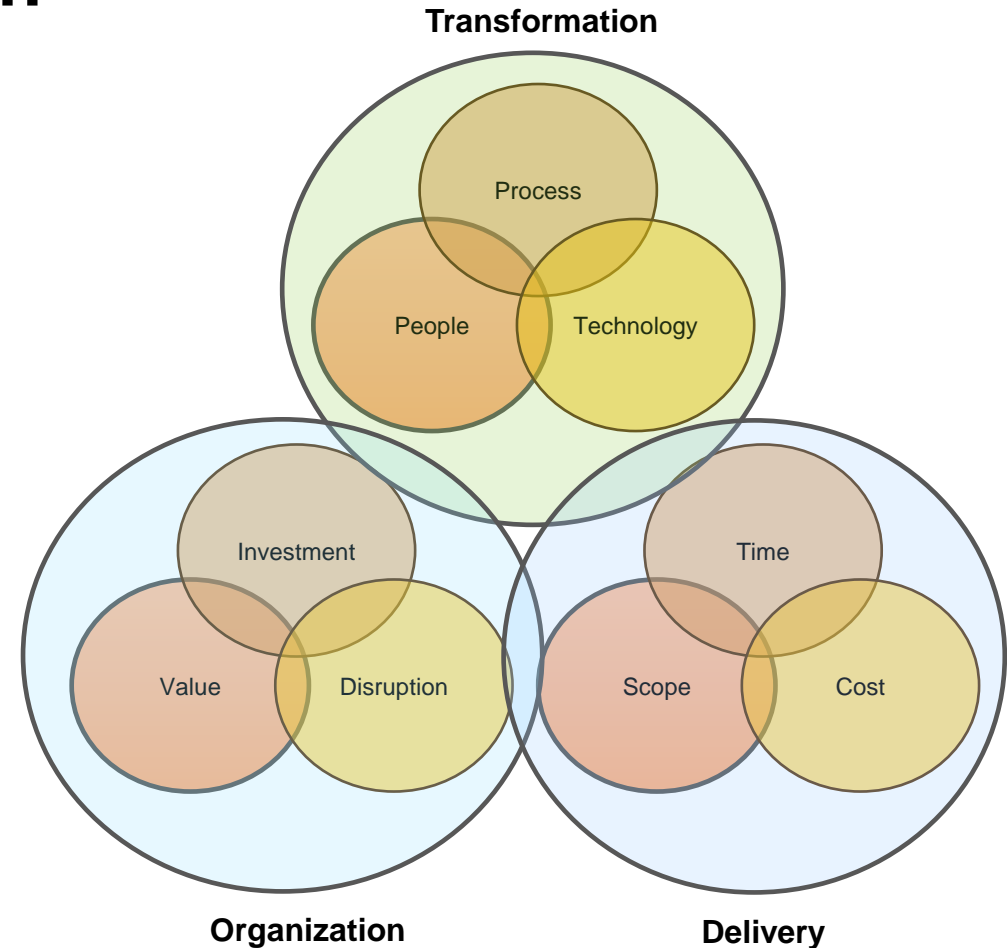 Transformation
Process
People
Technology
Investment
Value
Disruption
Time
Scope
Cost
Organization
Delivery